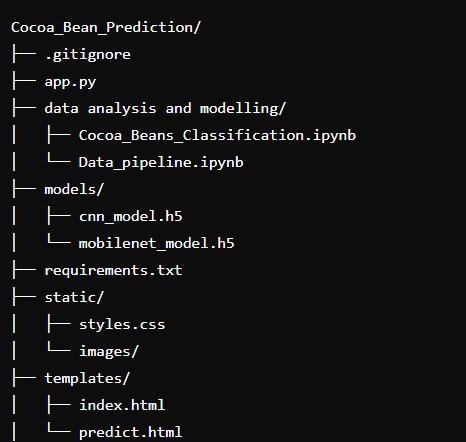 Cocoa_Bean_Prediction/
├── .gitignore
├── app.py
├── data analysis and modelling/
│   ├── Cocoa_Beans_Classification.ipynb
│   └── Data_pipeline.ipynb
├── models/
│   ├── cnn_model.h5
│   └── mobilenet_model.h5
├── requirements.txt
├── static/
│   ├── styles.css
│   └── images/
├── templates/
│   ├── index.html
│   └── predict.html